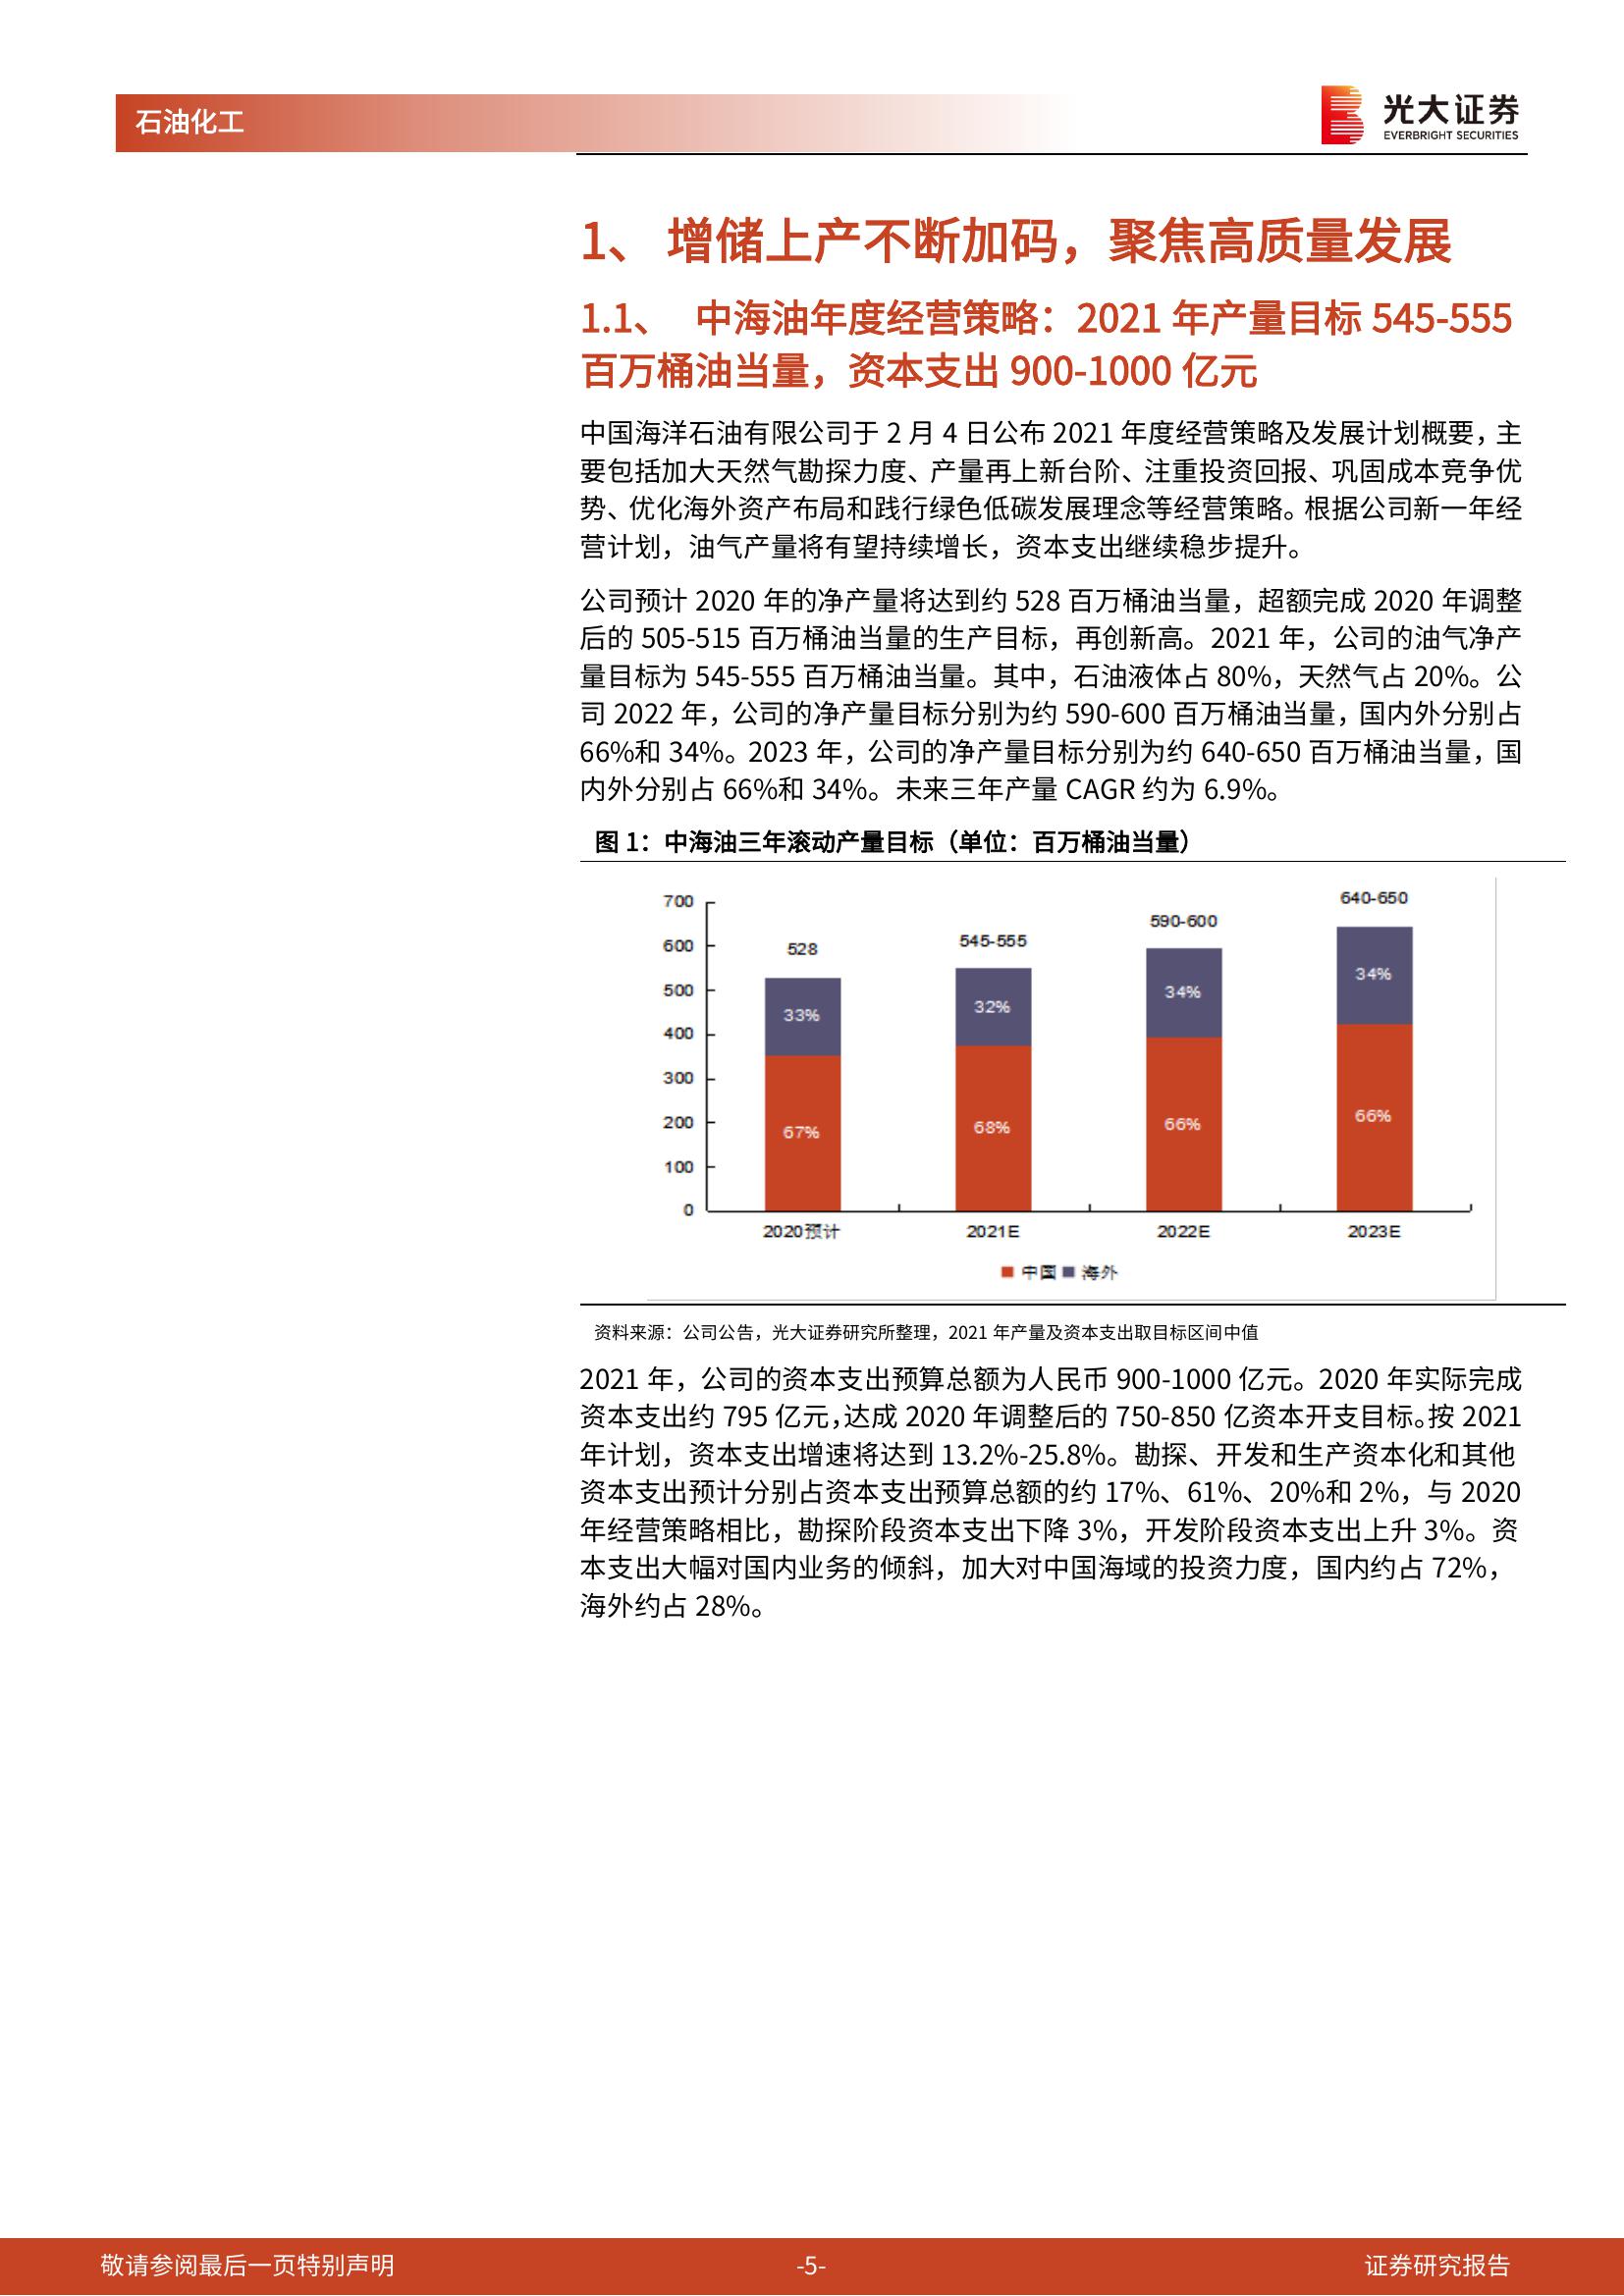 石油化工
光大证券
EVERBRIGHT SECURITIES
1、 增储上产不断加码，聚焦高质量发展
1.1、 中海油年度经营策略：2021 年产量目标 545-555
百万桶油当量，资本支出 900-1000 亿元
中国海洋石油有限公司于 2 月 4 日公布 2021 年度经营策略及发展计划概要，主
要包括加大天然气勘探力度、产量再上新台阶、注重投资回报、巩固成本竞争优
势、优化海外资产布局和践行绿色低碳发展理念等经营策略。根据公司新一年经
营计划，油气产量将有望持续增长，资本支出继续稳步提升。
公司预计 2020 年的净产量将达到约 528 百万桶油当量，超额完成 2020 年调整
后的 505-515 百万桶油当量的生产目标，再创新高。2021 年，公司的油气净产
量目标为 545-555 百万桶油当量。其中，石油液体占 80%，天然气占 20%。公
司 2022 年，公司的净产量目标分别为约 590-600 百万桶油当量，国内外分别占
66%和 34%。2023 年，公司的净产量目标分别为约 640-650 百万桶油当量，国
内外分别占 66%和 34%。未来三年产量 CAGR 约为 6.9%。
图 1：中海油三年滚动产量目标（单位：百万桶油当量）
700
600
500
400
300
200
100
0
528
545-555
590-600
640-650
33%
32%
34%
34%
67%
68%
66%
66%
2020预计
2021E
2022E
2023E
中国
海外
资料来源：公司公告，光大证券研究所整理，2021 年产量及资本支出取目标区间中值
2021 年，公司的资本支出预算总额为人民币 900-1000 亿元。2020 年实际完成
资本支出约 795 亿元，达成 2020 年调整后的 750-850 亿资本开支目标。按 2021
年计划，资本支出增速将达到 13.2%-25.8%。勘探、开发和生产资本化和其他
资本支出预计分别占资本支出预算总额的约 17%、61%、20%和 2%，与 2020
年经营策略相比，勘探阶段资本支出下降 3%，开发阶段资本支出上升 3%。资
本支出大幅对国内业务的倾斜，加大对中国海域的投资力度，国内约占 72%，
海外约占 28%。
敬请参阅最后一页特别声明
-5-
证券研究报告